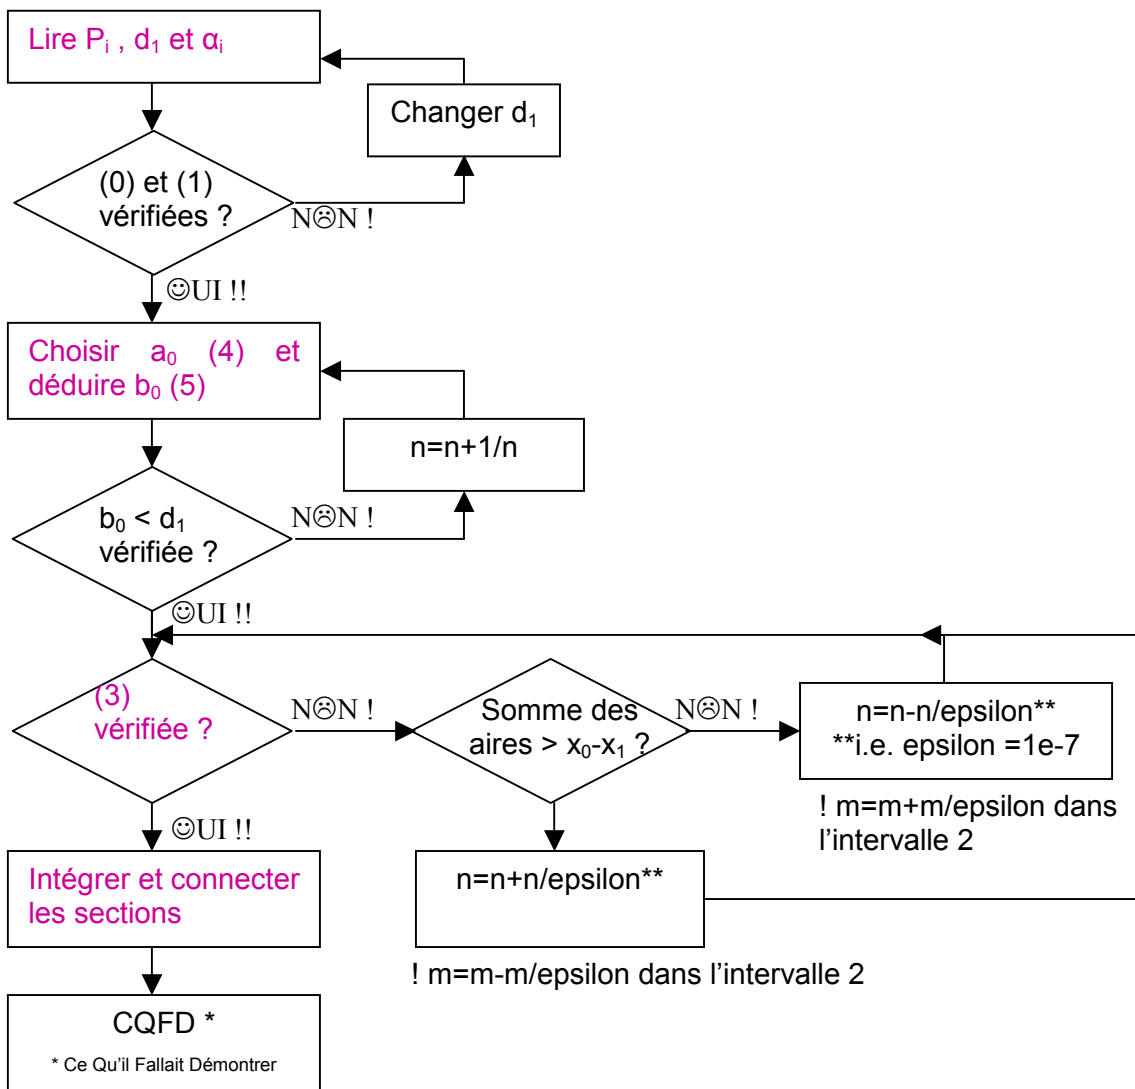 Lire Pᵢ , d₁ et αᵢ
Changer d₁
(0) et (1)
vérifiées ?
N☹N !
☺UI !!
Choisir a₀ (4) et
déduire b₀ (5)
n=n+1/n
b₀ < d₁
vérifiée ?
N☹N !
☺UI !!
(3)
vérifiée ?
N☹N !
Somme des
aires > x₀-x₁ ?
N☹N !
n=n-n/epsilon**
**i.e. epsilon =1e-7
! m=m+m/epsilon dans
l’intervalle 2
☺UI !!
Intégrer et connecter
les sections
n=n+n/epsilon**
! m=m-m/epsilon dans l’intervalle 2
CQFD *
* Ce Qu’il Fallait Démontrer